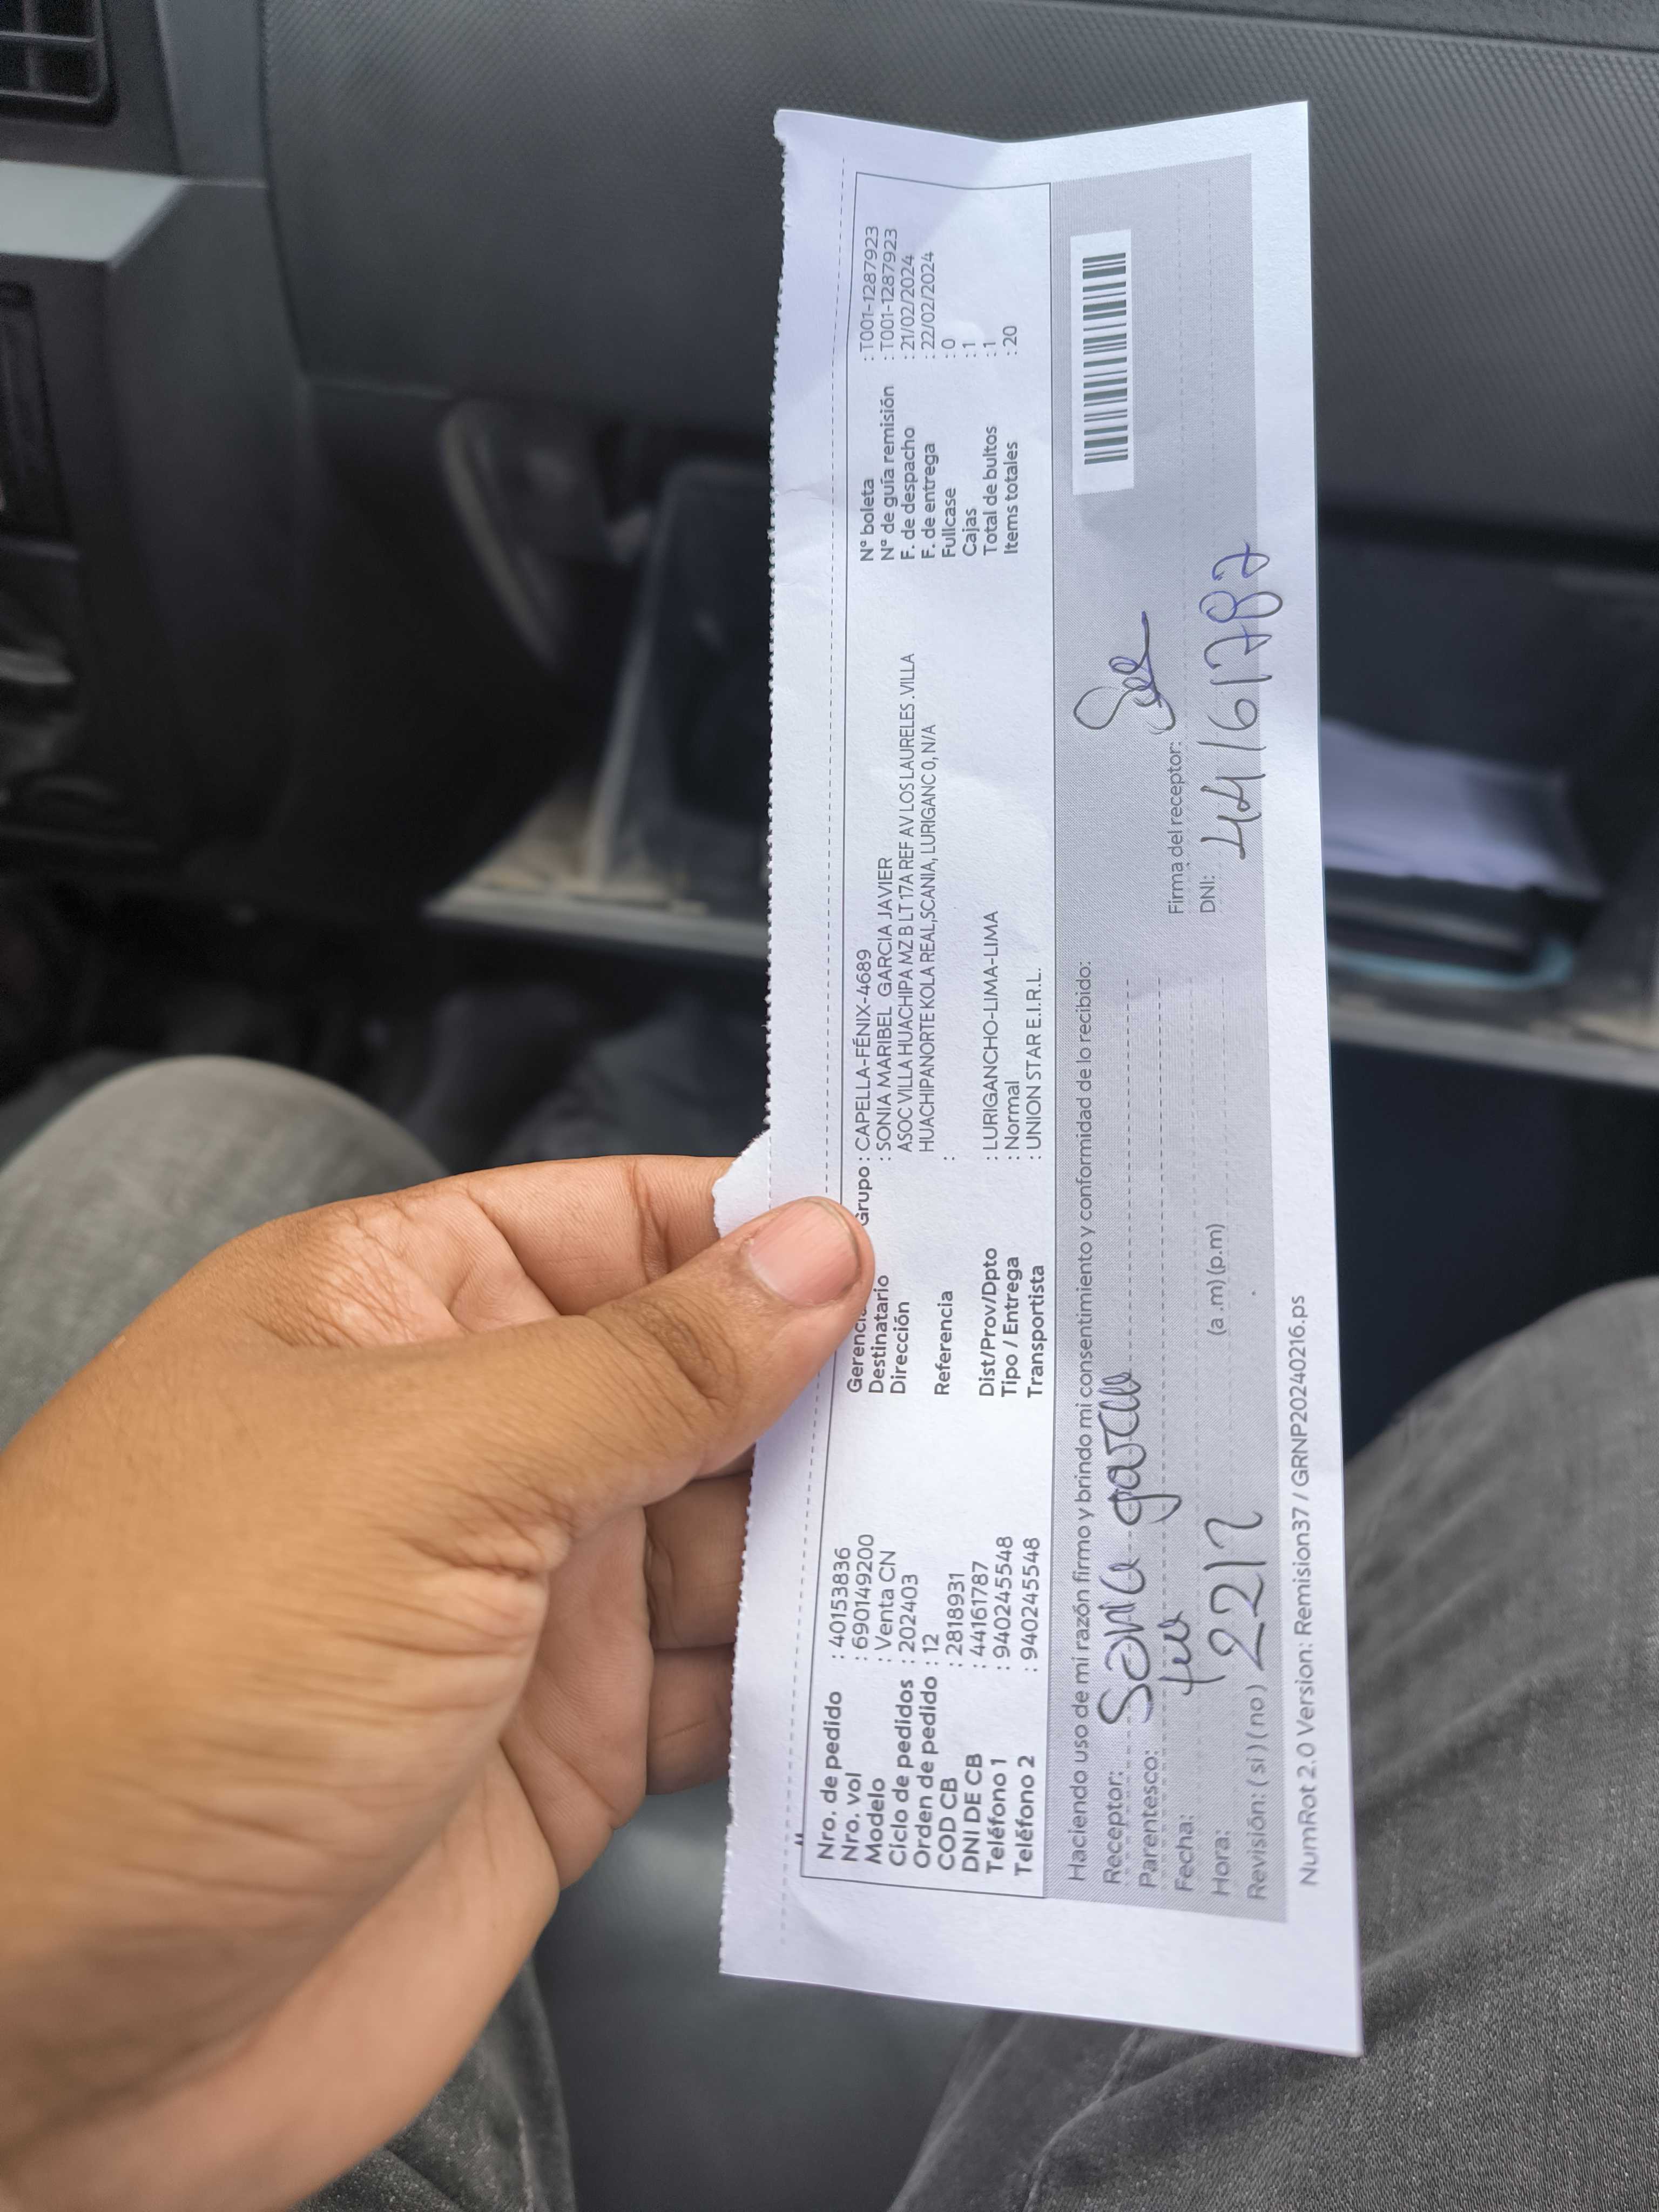 Nro. de pedido : 40153836
Nro. vol : 690149200
Modelo : Venta CN
Ciclo de pedidos : 202403
Orden de pedido : 12
COD CB : 2818931
DNI DE CB : 44161787
Teléfono 1 : 940245548
Teléfono 2 : 940245548
Grupo : CAPELLA-FÉNIX-4689
Destinatario : SONIA MARIBEL GARCIA JAVIER
Dirección ASOC VILLA HUACHIPA MZ B LT 17A REF AV LOS LAURELES .VILLA
HUACHIPANORTE KOLA REAL,SCANIA, LURIGANC 0, N/A
Referencia :
Dist/Prov/Dpto : LURIGANCHO-LIMA-LIMA
Tipo / Entrega : Normal
Transportista : UNION STAR E.I.R.L.
Nº boleta : T001-1287923
Nº de guía remisión : T001-1287923
F. de despacho : 21/02/2024
F. de entrega : 22/02/2024
Fullcase : 0
Cajas : 1
Total de bultos : 1
Items totales : 20
Haciendo uso de mi razón firmo y brindo mi consentimiento y conformidad de lo recibido:
Receptor: Sonia
Parentesco:
Fecha:
Hora: (a .m) (p.m)
Revisión: ( si ) ( no )
Firma del receptor:
DNI: 44161787
NumRot 2.0 Version: Remision37 / GRNP20240216.ps